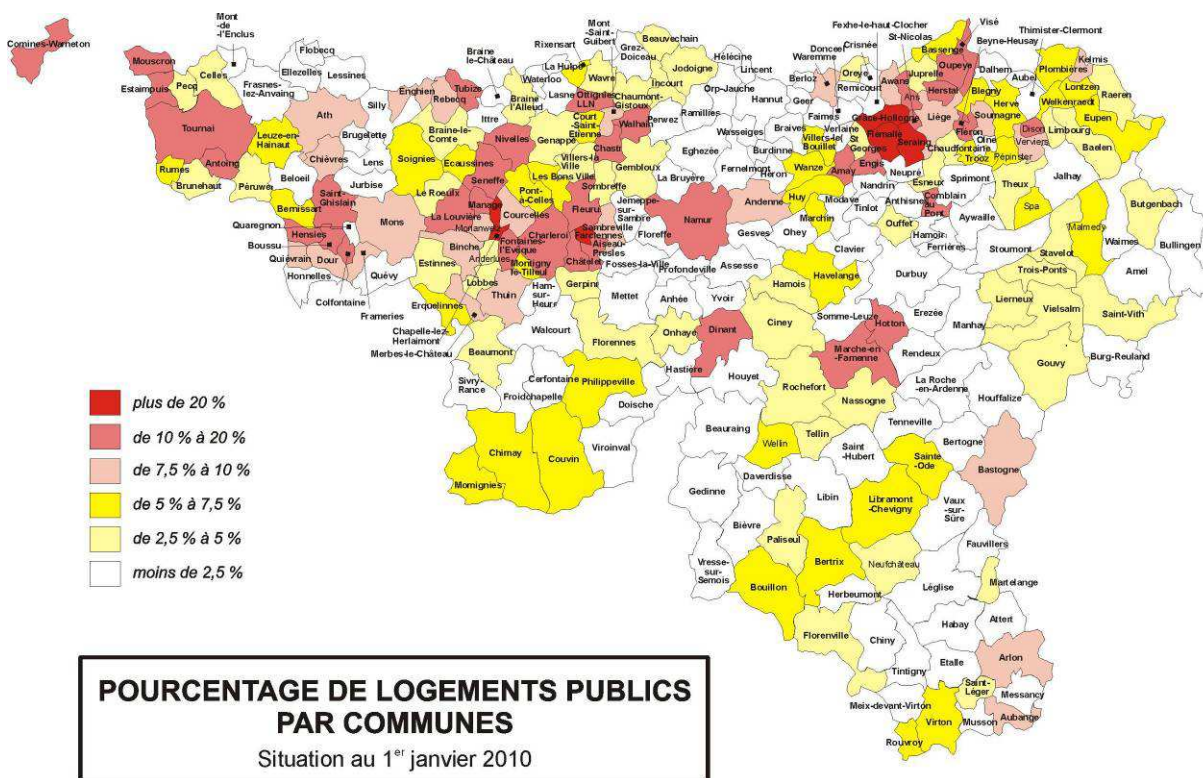 Comines-Warneton
Mouscron
Estaimpuis
Pecq
Celles
Mont
-de
-l'Enclus
Flobecq
Ellezelles
Lessines
Frasnes-
lez-Anvaing
Tournai
Antoing
Rumes
Brunehaut
Leuze-en-
Hainaut
Péruwelz
Beloeil
Bernissart
Ath
Chièvres
Brugelette
Lens
Jurbise
Silly
Enghien
Rebecq
Tubize
Braine
le-Château
Ittre
Braine
l'Alleud
Waterloo
Rixensart
La Hulpe
Lasne
Ottignies
LLN
Wavre
Mont
Saint-
Guibert
Grez-
Doiceau
Beauvechain
Chaumont-
Gistoux
Incourt
Jodoigne
Hélécine
Lincent
Orp-Jauche
Ramillies
Perwez
Walhain
Court
Saint-
Etienne
Chastr
Genappe
Villers-la
Ville
Nivelles
Braine-le-
Comte
Soignies
Ecaussines
Le Roeulx
Seneffe
Manage
La Louvière
Morlanwelz
Les Bons Ville
Pont-
à-Celles
Courcelles
Charleroi
Fleuru
Sombreffe
Gembloux
Sambreville
Farciennes
Aiseau-
Presles
Châtelet
Fontaines-
l'Eveque
Montigny
le-Tilleul
Anderlues
Binche
Estinnes
Lobbes
Thuin
Ham-
sur-
Heure
Gerpinn
Erquelinnes
Chapelle-lez-
Herlaimont
Merbes-le-Château
Saint-
Ghislain
Quaregnon
Hensies
Boussu
Quiévrain
Dour
Honnelles
Colfontaine
Frameries
Quévy
Mons
Beaumont
Sivry-
Rance
Froidchapelle
Cerfontaine
Walcourt
Chimay
Momignies
Couvin
Viroinval
Philippeville
Florennes
Doische
Mettet
Fosses-la-Ville
Floreffe
Jemeppe-
sur-
Sambre
La Bruyère
Eghezée
Fernelmont
Namur
Profondeville
Assesse
Gesves
Andenne
Ohey
Anhée
Yvoir
Onhaye
Dinant
Hastière
Houyet
Ciney
Hamois
Havelange
Somme-Leuze
Rochefort
Beauraing
Gedinne
Bièvre
Vresse-
sur-
Semois
Hannut
Wasseiges
Burdinne
Braives
Héron
Geer
Berloz
Waremme
Donceel
Faimes
Remicourt
Oreye
Crisnée
Fexhe-le-haut-Clocher
Verlaine
Villers-le
Bouillet
St
Georges
Wanze
Huy
Amay
Engis
Marchin
Modave
Tinlot
Nandrin
Clavier
St-Nicolas
Awans
Ans
Grâce-Hollogne
Flémalle
Seraing
Liège
Juprelle
Bassenge
Oupeye
Visé
Herstal
Beyne-Heusay
Dalhem
Blegny
Soumagne
Fléron
Chaudfontaine
Trooz
Olne
Herve
Aubel
Thimister-Clermont
Plombières
Kelmis
Lontzen
Welkenraedt
Raeren
Eupen
Dison
Verviers
Limbourg
Baelen
Pepinster
Theux
Jalhay
Spa
Neupré
Esneux
Sprimont
Anthisnes
Comblain
au
Pont
Ouffet
Hamoir
Ferrières
Aywaille
Stoumont
Stavelot
Malmedy
Waimes
Butgenbach
Bullingen
Amel
Trois-Ponts
Lierneux
Vielsalm
Saint-Vith
Burg-Reuland
Gouvy
Durbuy
Erezée
Manhay
Hotton
Marche-en
-Famenne
Rendeux
La Roche
-en-Ardenne
Houffalize
Nassogne
Tenneville
Bertogne
Bastogne
Tellin
Wellin
Saint
-Hubert
Sainte
-Ode
Daverdisse
Libin
Libramont
-Chevigny
Vaux
-sur-
Sûre
Fauvillers
Paliseul
Bertrix
Bouillon
Herbeumont
Neufchâteau
Léglise
Martelange
Attert
Habay
Florenville
Chiny
Tintigny
Etalle
Arlon
Messancy
Aubange
Saint-
Léger
Meix-devant-Virton
Virton
Musson
Rouvroy
plus de 20 %
de 10 % à 20 %
de 7,5 % à 10 %
de 5 % à 7,5 %
de 2,5 % à 5 %
moins de 2,5 %
POURCENTAGE DE LOGEMENTS PUBLICS
PAR COMMUNES
Situation au 1er janvier 2010